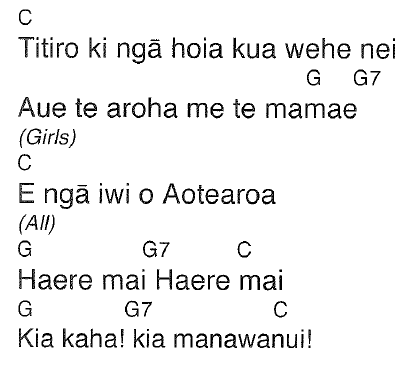 C
Titiro ki ngā hoia kua wehe nei
G G7
Aue te aroha me te mamae
(Girls)
C
E ngā iwi o Aotearoa
(All)
G G7 C
Haere mai Haere mai
G G7 C
Kia kaha! kia manawanui!